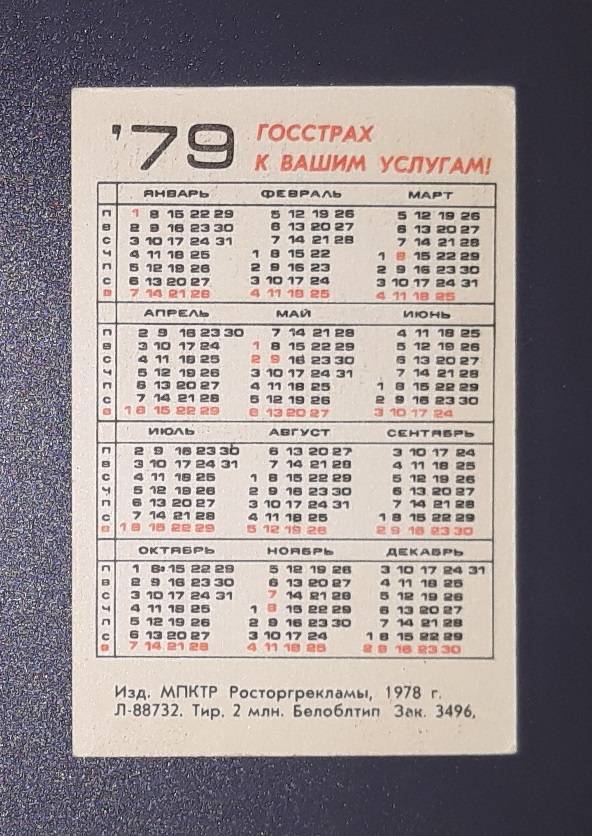 '79
ГОССТРАХ
К ВАШИМ УСЛУГАМ!
ЯНВАРЬ ФЕВРАЛЬ МАРТ
П 1 8 15 22 29 5 12 19 26 5 12 19 26
В 2 9 16 23 30 6 13 20 27 6 13 20 27
С 3 10 17 24 31 7 14 21 28 7 14 21 28
Ч 4 11 18 25 1 8 15 22 1 8 15 22 29
П 5 12 19 26 2 9 16 23 2 9 16 23 30
С 6 13 20 27 3 10 17 24 3 10 17 24 31
В 7 14 21 28 4 11 18 25 4 11 18 25
АПРЕЛЬ МАЙ ИЮНЬ
П 2 9 16 23 30 7 14 21 28 4 11 18 25
В 3 10 17 24 1 8 15 22 29 5 12 19 26
С 4 11 18 25 2 9 16 23 30 6 13 20 27
Ч 5 12 19 26 3 10 17 24 31 7 14 21 28
П 6 13 20 27 4 11 18 25 1 8 15 22 29
С 7 14 21 28 5 12 19 26 2 9 16 23 30
В 1 8 15 22 29 6 13 20 27 3 10 17 24
ИЮЛЬ АВГУСТ СЕНТЯБРЬ
П 2 9 16 23 30 6 13 20 27 3 10 17 24
В 3 10 17 24 31 7 14 21 28 4 11 18 25
С 4 11 18 25 1 8 15 22 29 5 12 19 26
Ч 5 12 19 26 2 9 16 23 30 6 13 20 27
П 6 13 20 27 3 10 17 24 31 7 14 21 28
С 7 14 21 28 4 11 18 25 1 8 15 22 29
В 1 8 15 22 29 5 12 19 26 2 9 16 23 30
ОКТЯБРЬ НОЯБРЬ ДЕКАБРЬ
П 1 8 15 22 29 5 12 19 26 3 10 17 24 31
В 2 9 16 23 30 6 13 20 27 4 11 18 25
С 3 10 17 24 31 7 14 21 28 5 12 19 26
Ч 4 11 18 25 1 8 15 22 29 6 13 20 27
П 5 12 19 26 2 9 16 23 30 7 14 21 28
С 6 13 20 27 3 10 17 24 1 8 15 22 29
В 7 14 21 28 4 11 18 25 2 9 16 23 30
Изд. МПКТР Росторгрекламы, 1978 г.
Л-88732. Тир. 2 млн. Белоблтип Зак. 3496,